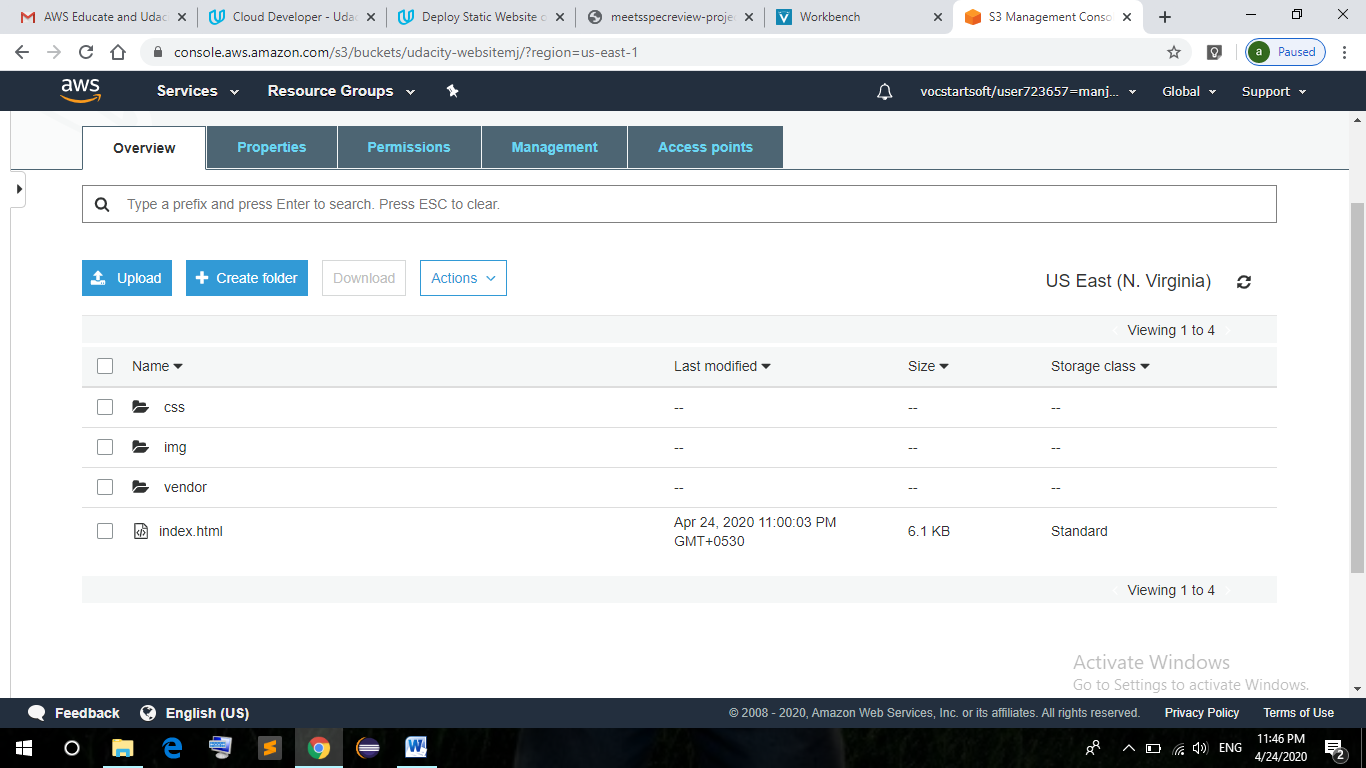 AWS Educate and Udac
Cloud Developer - Udac
Deploy Static Website o
meetsspecreview-proje
Workbench
S3 Management Conso
console.aws.amazon.com/s3/buckets/udacity-websitemj/?region=us-east-1
a Paused
aws Services Resource Groups vocstartsoft/user723657=manj... Global Support
Overview Properties Permissions Management Access points
Type a prefix and press Enter to search. Press ESC to clear.
Upload Create folder Download Actions US East (N. Virginia)
Viewing 1 to 4
Name Last modified Size Storage class
css -- -- --
img -- -- --
vendor -- -- --
index.html Apr 24, 2020 11:00:03 PM GMT+0530 6.1 KB Standard
Viewing 1 to 4
Activate Windows
Go to Settings to activate Windows.
Feedback English (US) © 2008 - 2020, Amazon Web Services, Inc. or its affiliates. All rights reserved. Privacy Policy Terms of Use
ENG 11:46 PM
4/24/2020 2